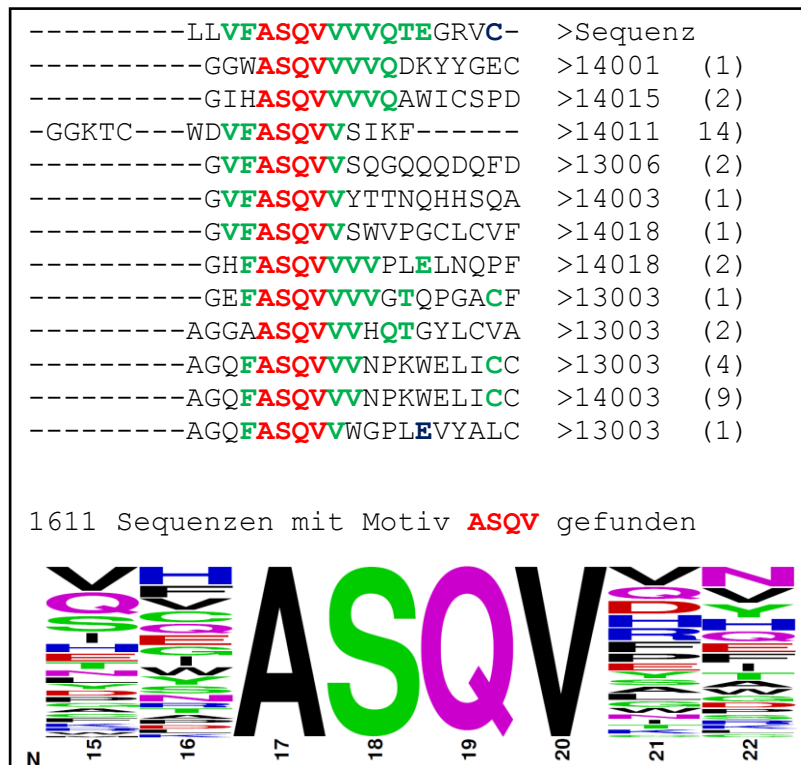 ---------LLVFASQVVVVQTEGRVC- >Sequenz
----------GGWASQVVVVQDKYYGEC >14001 (1)
----------GIHASQVVVVQAWICSPD >14015 (2)
-GGKTC---WDVFASQVVSIKF------ >14011 14)
----------GVFASQVVSQGQQQDQFD >13006 (2)
----------GVFASQVVYTTNQHHSQA >14003 (1)
----------GVFASQVVSWVPGCLCVF >14018 (1)
----------GHFASQVVVVPLELNQPF >14018 (2)
----------GEFASQVVVVGTQPGACF >13003 (1)
---------AGGAASQVVVHQTGYLCVA >13003 (2)
---------AGQFASQVVVNPKWELICC >13003 (4)
---------AGQFASQVVVNPKWELICC >14003 (9)
---------AGQFASQVVWGPLEVYALC >13003 (1)
1611 Sequenzen mit Motiv ASQV gefunden
ASQV
N 15 16 17 18 19 20 21 22